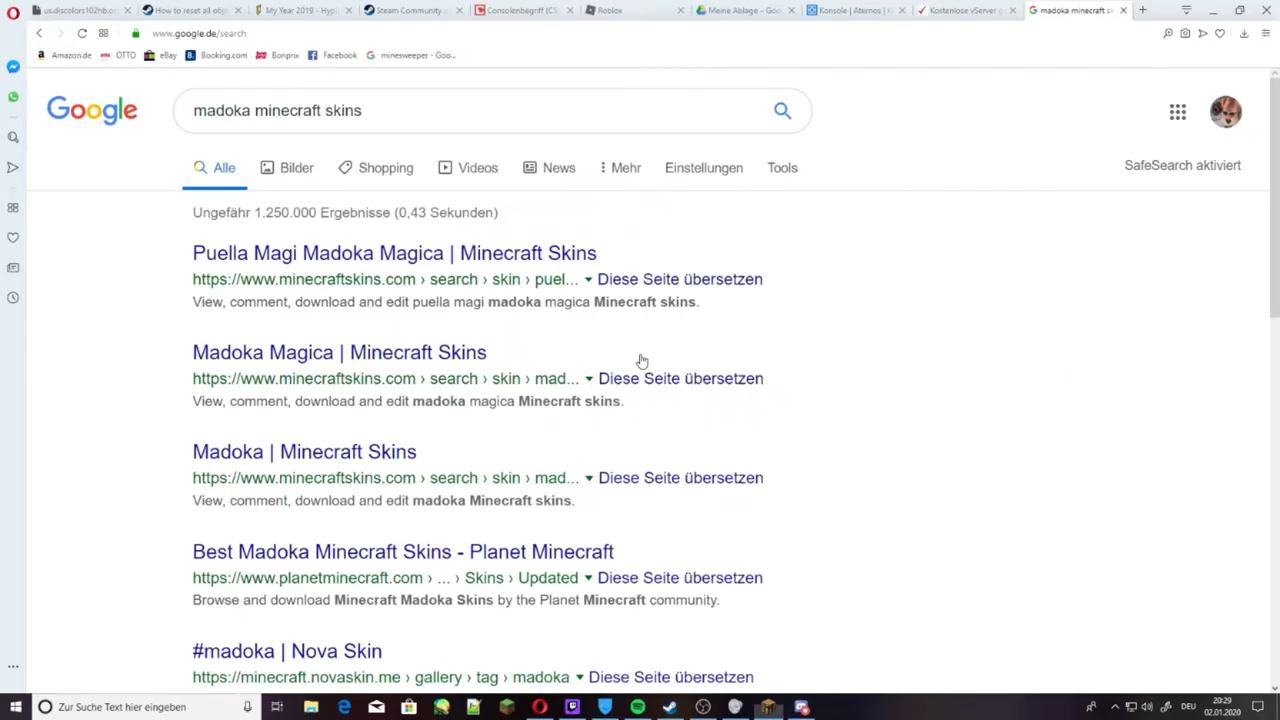 us.discolors102hb.o
How to reset all obj
My Year 2019 - Hypi
Steam Community
Consolenbegriff (CS
Roblox
Meine Ablage – Goo
Konsole | Aternos | K
Kostenlose vServer g
madoka minecraft sk
www.google.de/search
Amazon.de
OTTO
eBay
Booking.com
Bonprix
Facebook
minesweeper - Goo...
Google
madoka minecraft skins
Alle
Bilder
Shopping
Videos
News
Mehr
Einstellungen
Tools
SafeSearch aktiviert
Ungefähr 1.250.000 Ergebnisse (0,43 Sekunden)
Puella Magi Madoka Magica | Minecraft Skins
https://www.minecraftskins.com › search › skin › puel... Diese Seite übersetzen
View, comment, download and edit puella magi madoka magica Minecraft skins.
Madoka Magica | Minecraft Skins
https://www.minecraftskins.com › search › skin › mad... Diese Seite übersetzen
View, comment, download and edit madoka magica Minecraft skins.
Madoka | Minecraft Skins
https://www.minecraftskins.com › search › skin › mad... Diese Seite übersetzen
View, comment, download and edit madoka Minecraft skins.
Best Madoka Minecraft Skins - Planet Minecraft
https://www.planetminecraft.com › ... › Skins › Updated Diese Seite übersetzen
Browse and download Minecraft Madoka Skins by the Planet Minecraft community.
#madoka | Nova Skin
https://minecraft.novaskin.me › gallery › tag › madoka Diese Seite übersetzen
Zur Suche Text hier eingeben
DEU
20:29
02.01.2020